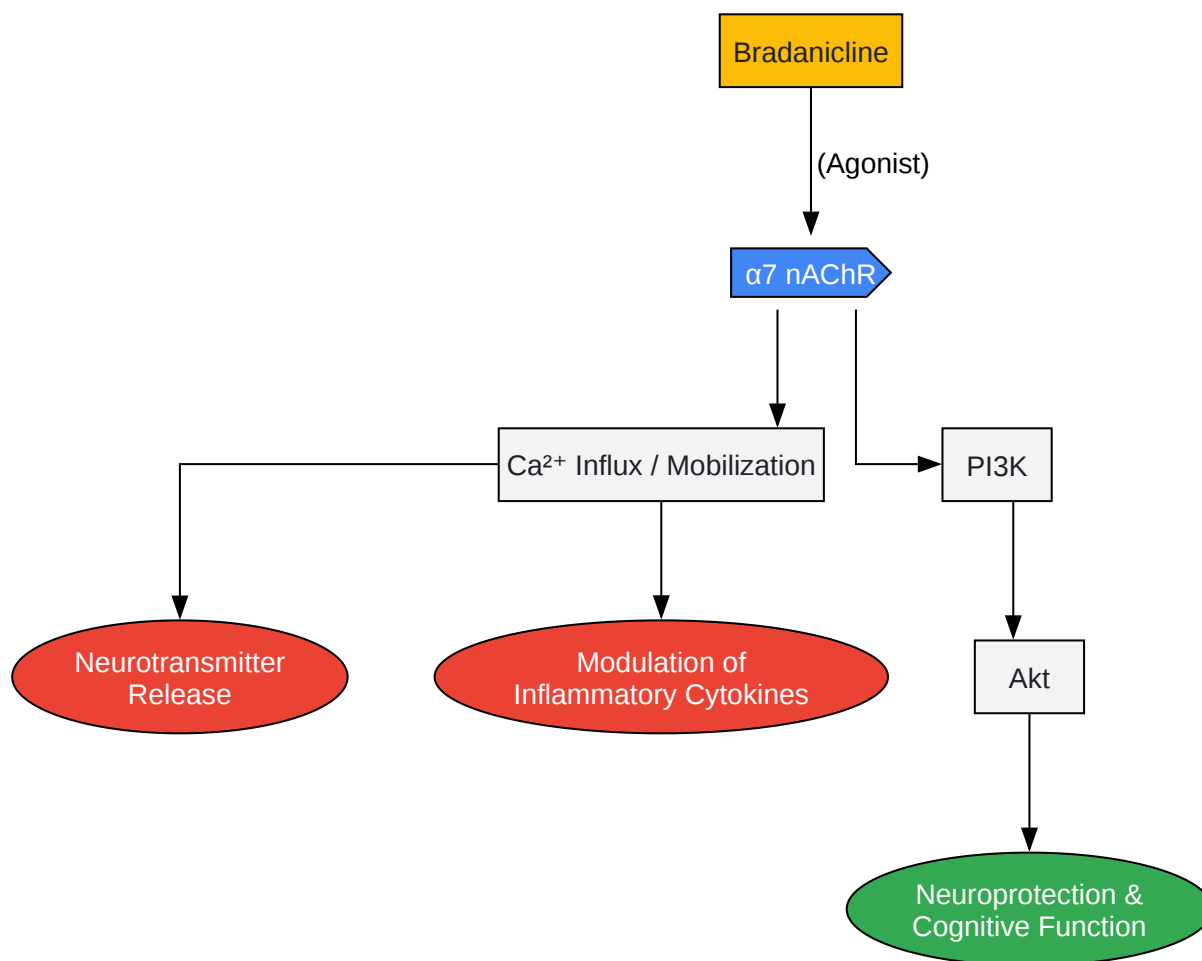 Bradanicline
(Agonist)
α7 nAChR
Ca²⁺ Influx / Mobilization
PI3K
Neurotransmitter
Release
Modulation of
Inflammatory Cytokines
Akt
Neuroprotection &
Cognitive Function